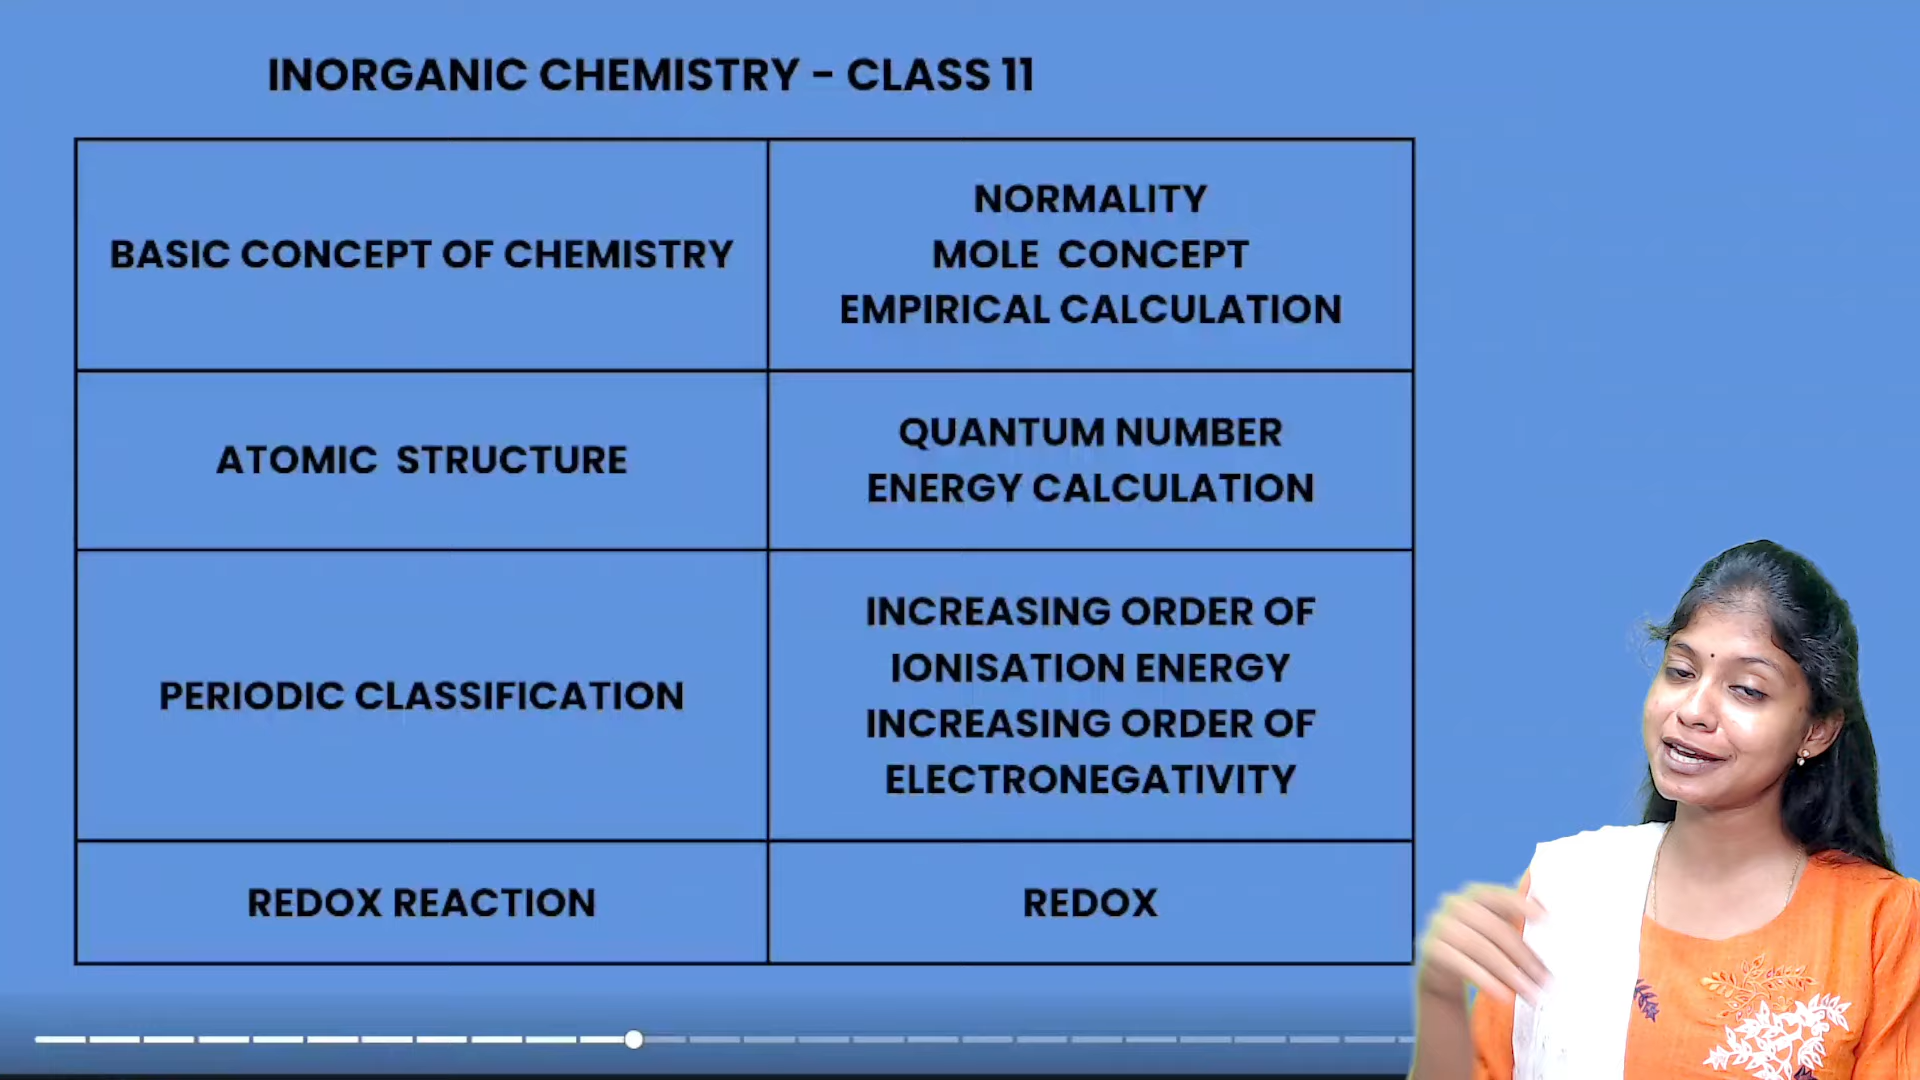 INORGANIC CHEMISTRY - CLASS 11
BASIC CONCEPT OF CHEMISTRY
NORMALITY
MOLE CONCEPT
EMPIRICAL CALCULATION
ATOMIC STRUCTURE
QUANTUM NUMBER
ENERGY CALCULATION
PERIODIC CLASSIFICATION
INCREASING ORDER OF
IONISATION ENERGY
INCREASING ORDER OF
ELECTRONEGATIVITY
REDOX REACTION
REDOX